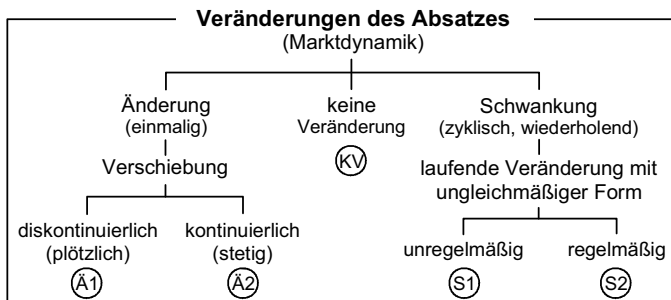 Veränderungen des Absatzes
(Marktdynamik)
Änderung
(einmalig)
Verschiebung
diskontinuierlich
(plötzlich)
Ä1
kontinuierlich
(stetig)
Ä2
keine
Veränderung
KV
Schwankung
(zyklisch, wiederholend)
laufende Veränderung mit
ungleichmäßiger Form
unregelmäßig
S1
regelmäßig
S2